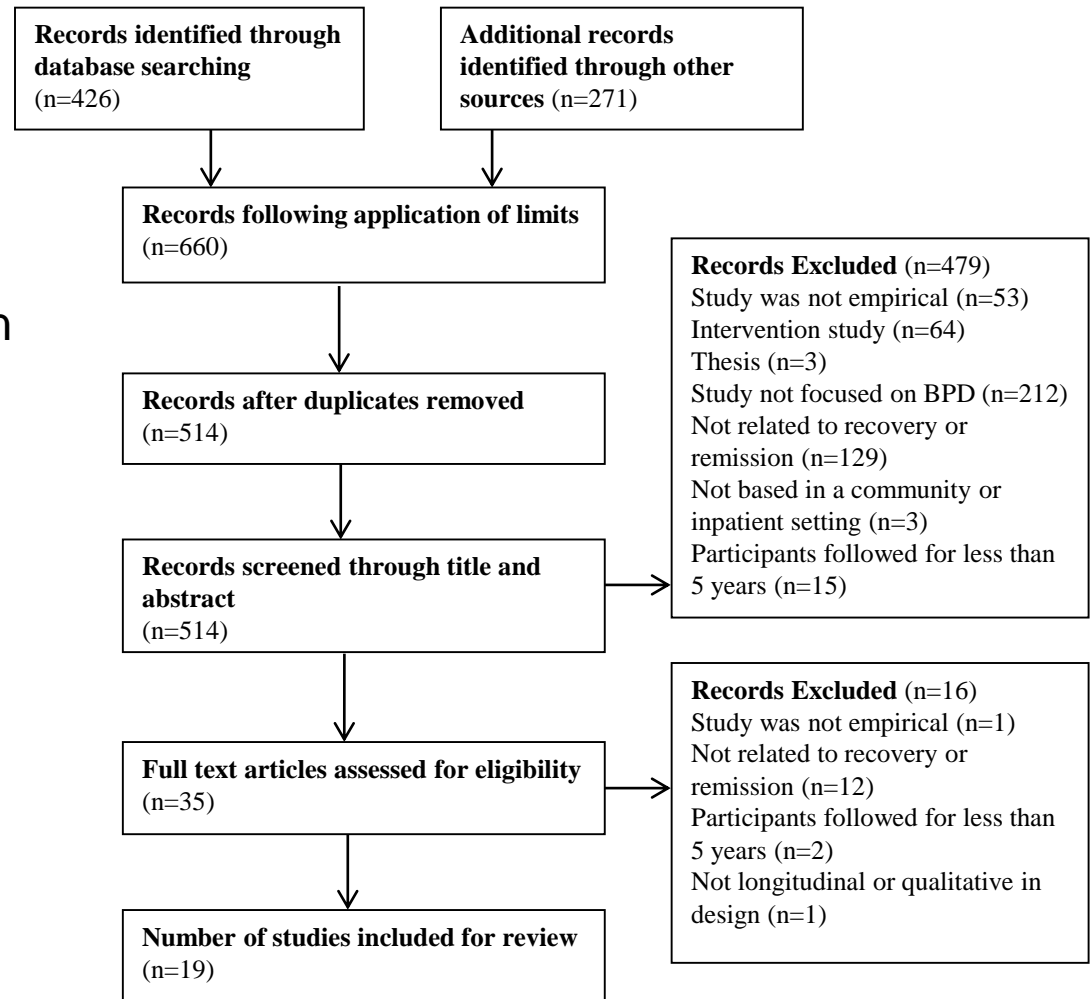 Records identified through
database searching
(n=426)
Additional records
identified through other
sources (n=271)
Records following application of limits
(n=660)
n
Records after duplicates removed
(n=514)
Records screened through title and
abstract
(n=514)
Records Excluded (n=479)
Study was not empirical (n=53)
Intervention study (n=64)
Thesis (n=3)
Study not focused on BPD (n=212)
Not related to recovery or
remission (n=129)
Not based in a community or
inpatient setting (n=3)
Participants followed for less than
5 years (n=15)
Full text articles assessed for eligibility
(n=35)
Records Excluded (n=16)
Study was not empirical (n=1)
Not related to recovery or
remission (n=12)
Participants followed for less than
5 years (n=2)
Not longitudinal or qualitative in
design (n=1)
Number of studies included for review
(n=19)